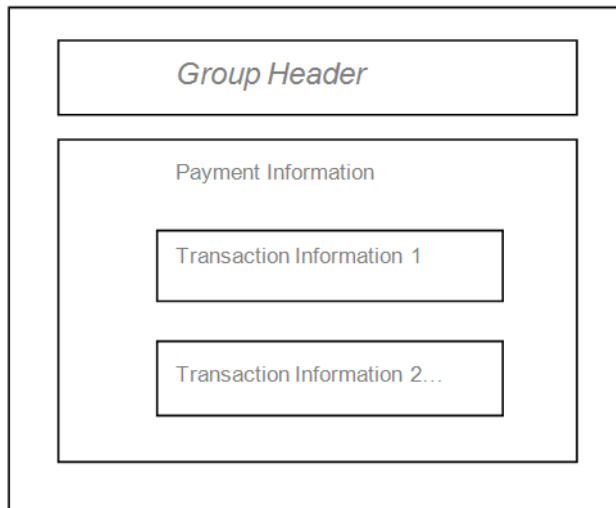 Group Header
Payment Information
Transaction Information 1
Transaction Information 2…